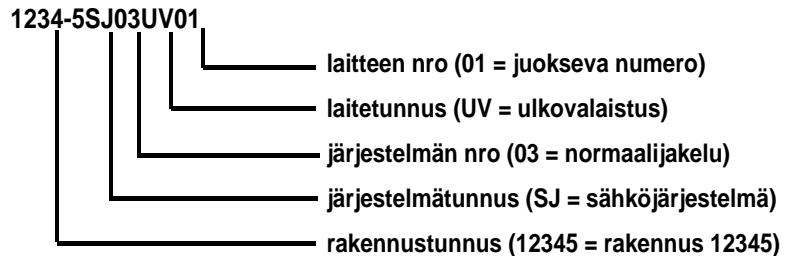 1234-5SJ03UV01
laitteen nro (01 = juokseva numero)
laitetunnus (UV = ulkovalaistus)
järjestelmän nro (03 = normaalijakelu)
järjestelmätunnus (SJ = sähköjärjestelmä)
rakennustunnus (12345 = rakennus 12345)